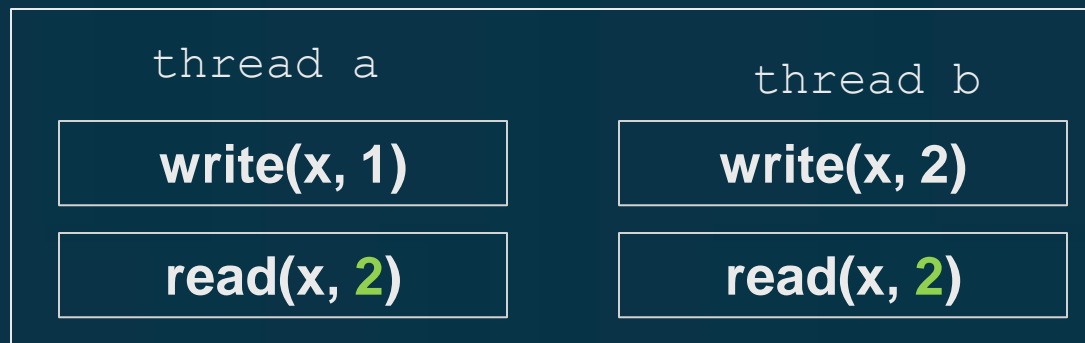 thread a
thread b
write(x, 1)
write(x, 2)
read(x, 2)
read(x, 2)